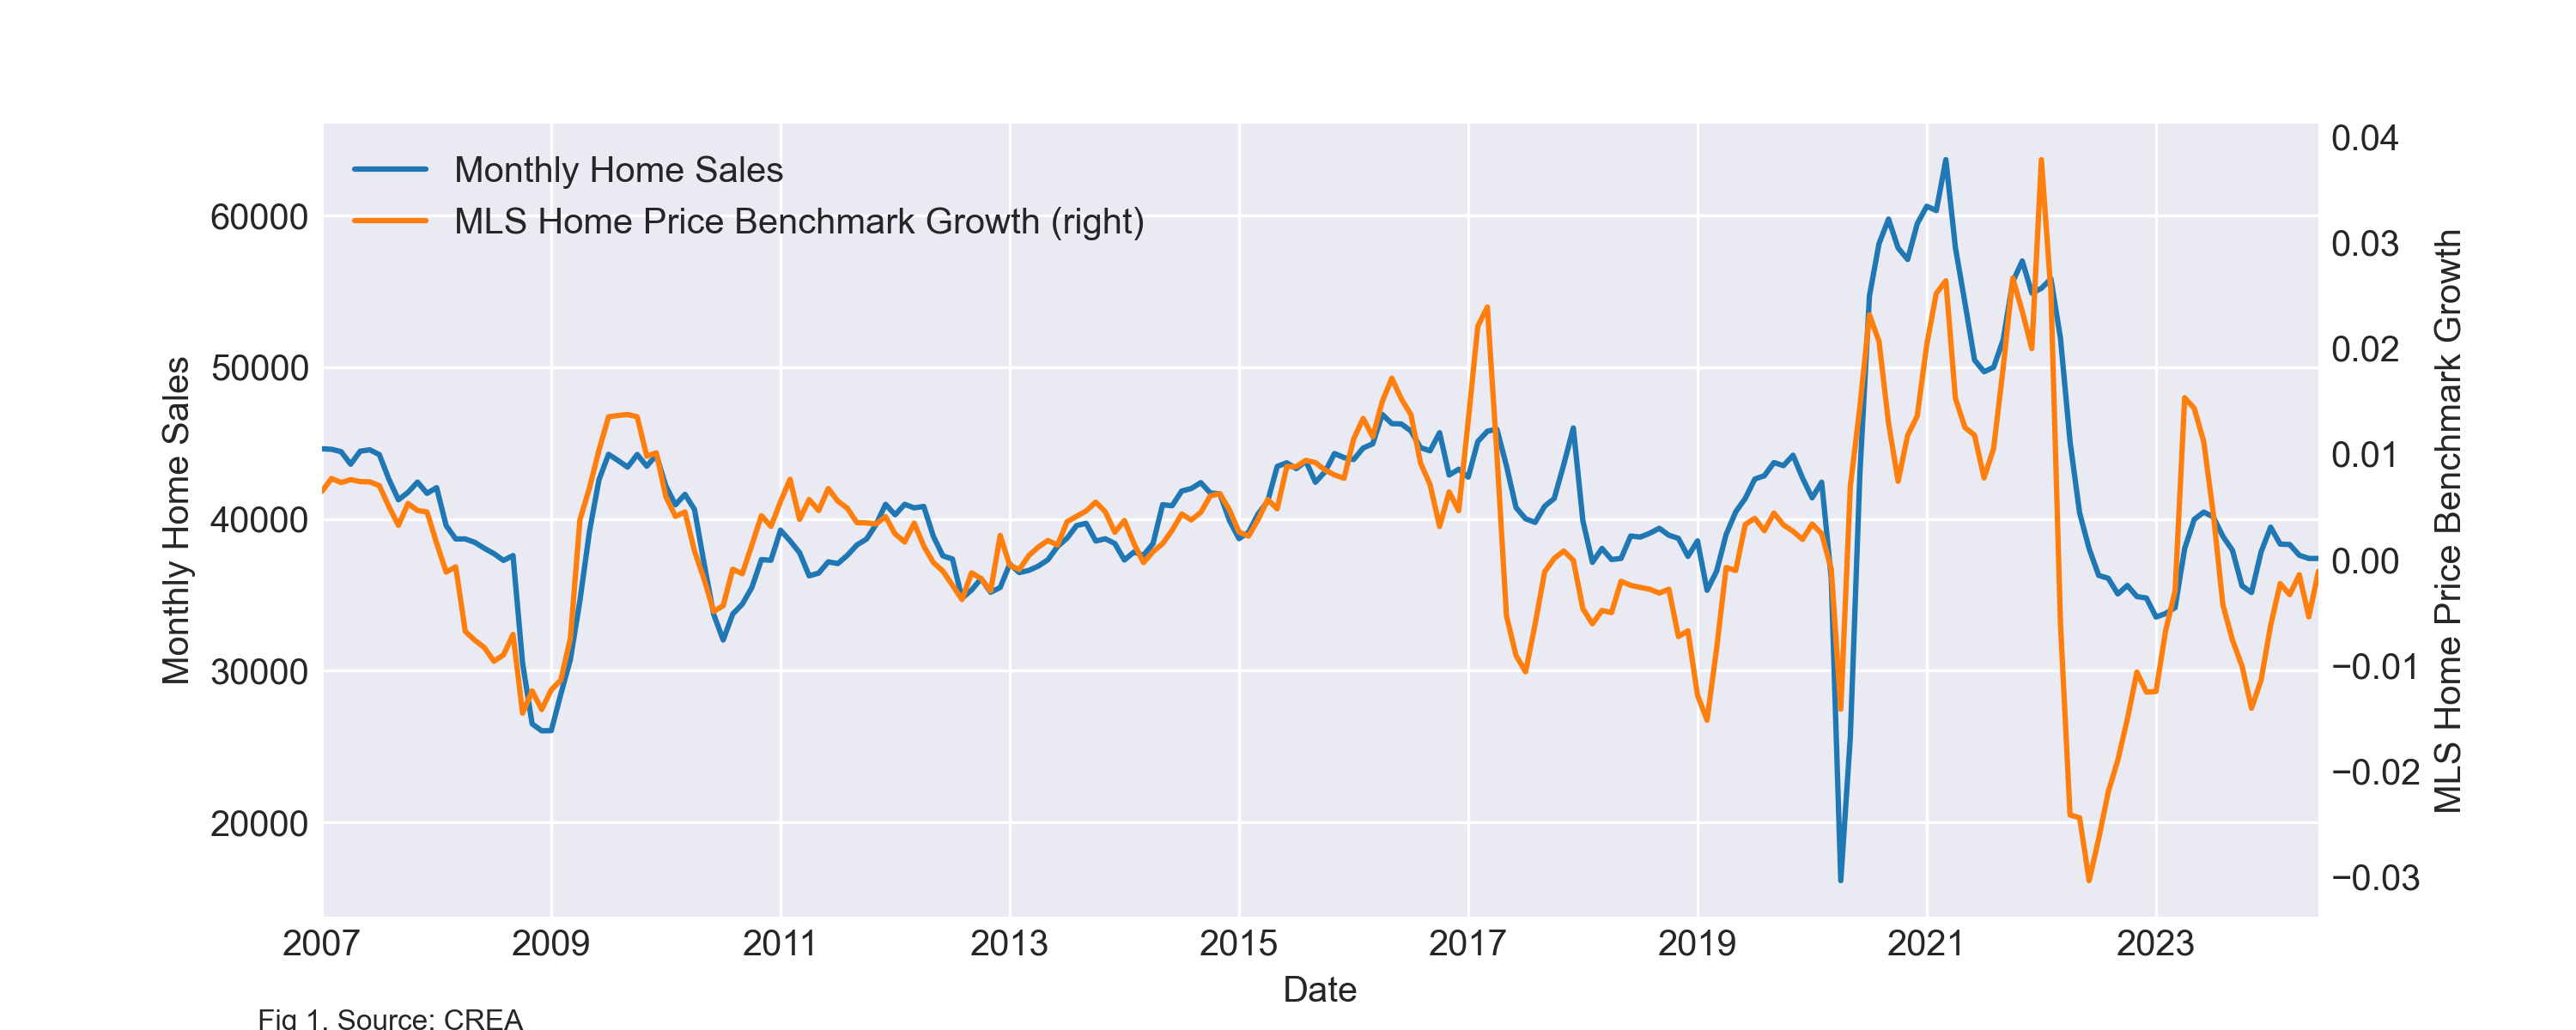 Monthly Home Sales
MLS Home Price Benchmark Growth (right)
60000
50000
40000
30000
20000
Monthly Home Sales
0.04
0.03
0.02
0.01
0.00
−0.01
−0.02
−0.03
MLS Home Price Benchmark Growth
2007 2009 2011 2013 2015 2017 2019 2021 2023
Date
Fig 1. Source: CREA